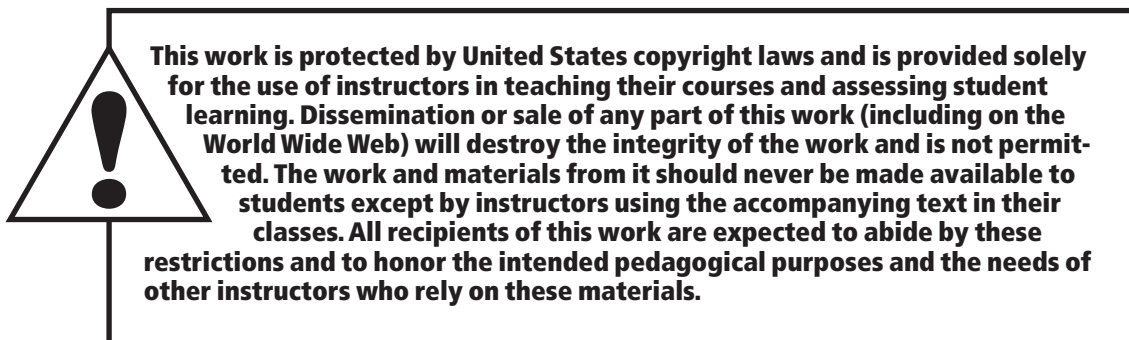 This work is protected by United States copyright laws and is provided solely
for the use of instructors in teaching their courses and assessing student
learning. Dissemination or sale of any part of this work (including on the
World Wide Web) will destroy the integrity of the work and is not permit-
ted. The work and materials from it should never be made available to
students except by instructors using the accompanying text in their
classes. All recipients of this work are expected to abide by these
restrictions and to honor the intended pedagogical purposes and the needs of
other instructors who rely on these materials.